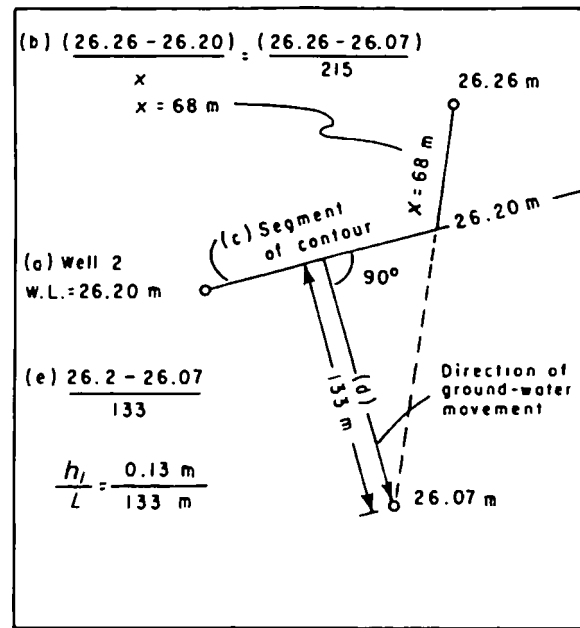 (b) (26.26 - 26.20) = (26.26 - 26.07)
x 215
x = 68 m
26.26 m
x = 68 m
26.20 m
(c) Segment
of contour
(a) Well 2
W.L.= 26.20 m
90°
(e) 26.2 - 26.07
133
(d)
133 m
Direction of
ground-water
movement
h₁ = 0.13 m
L 133 m
26.07 m